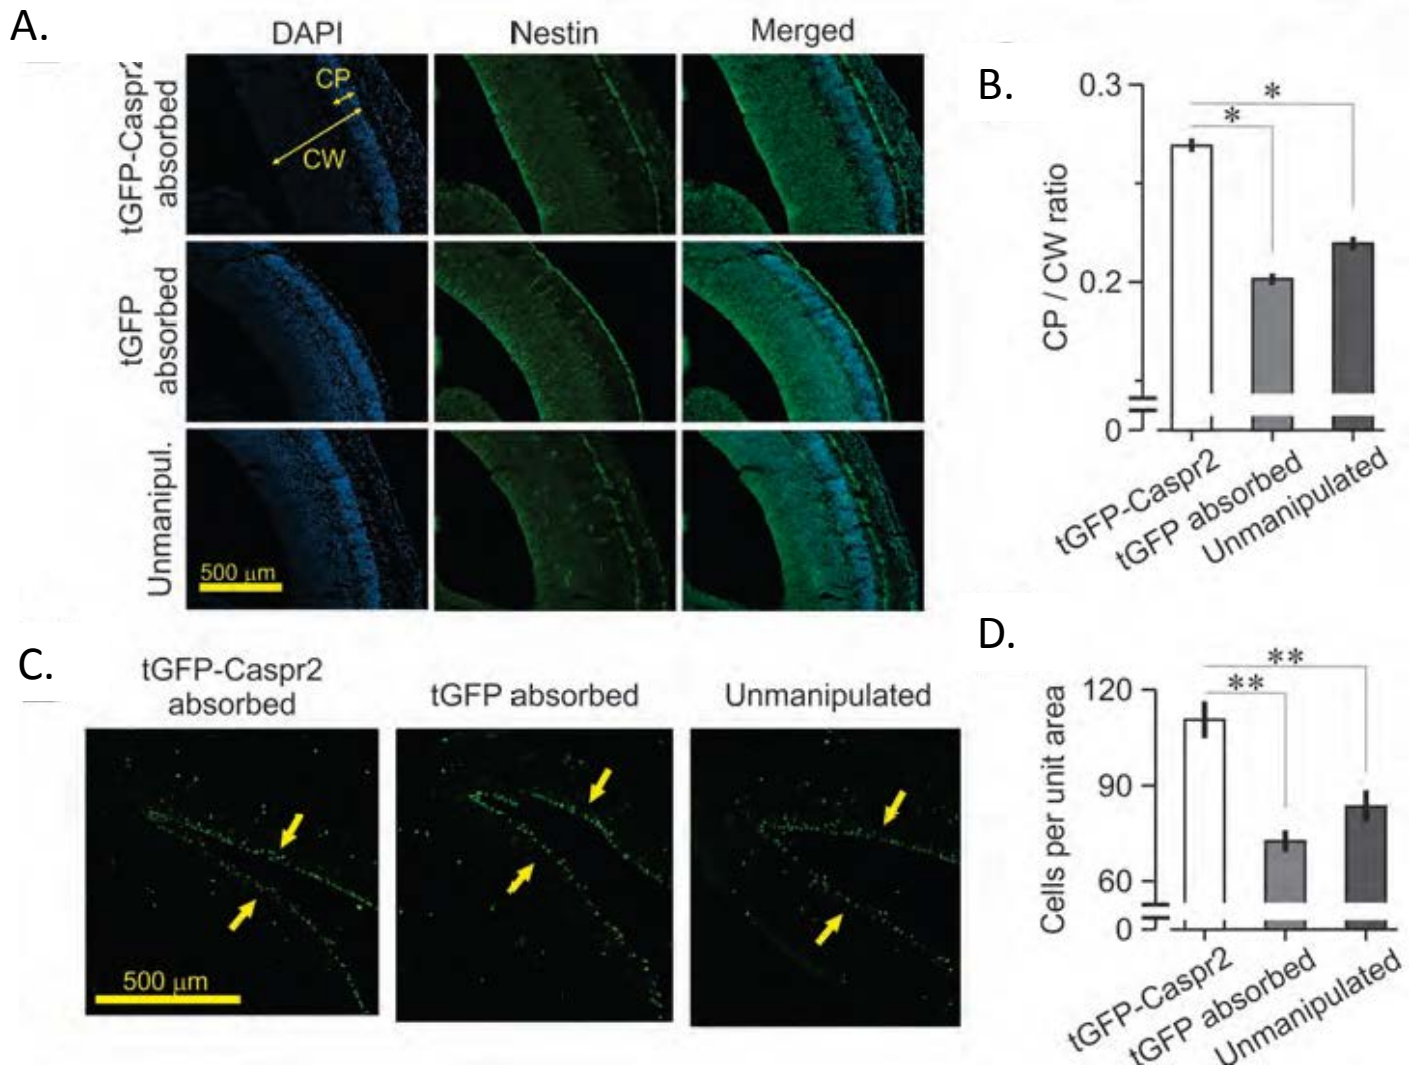 A.
DAPI
Nestin
Merged
tGFP-Caspr2
absorbed
CP
CW
tGFP
absorbed
Unmanipul.
500 µm
B.
0.3
0.2
0
CP / CW ratio
*
*
tGFP-Caspr2
tGFP absorbed
Unmanipulated
C.
tGFP-Caspr2
absorbed
tGFP absorbed
Unmanipulated
500 µm
D.
120
90
60
0
Cells per unit area
**
**
tGFP-Caspr2
tGFP absorbed
Unmanipulated